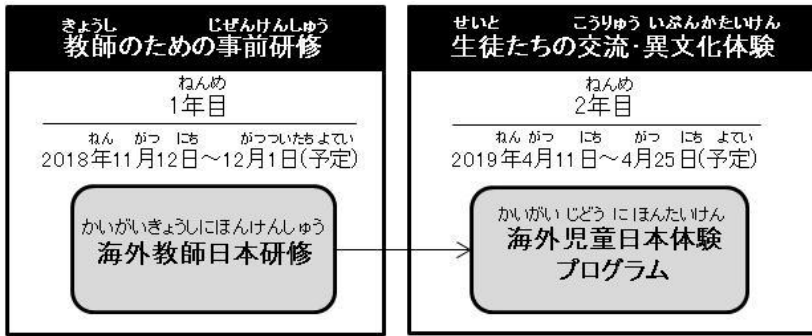 きょうし じぜんけんしゅう
教師のための事前研修
ねんめ
1年目
ねん がつ にち がつついたち よてい
2018年11月12日～12月1日(予定)
かいがいきょうしにほんけんしゅう
海外教師日本研修
せいと こうりゅう いぶんかたいけん
生徒たちの交流・異文化体験
ねんめ
2年目
ねん がつ にち がつ にち よてい
2019年4月11日～4月25日(予定)
かいがい じどう にほんたいけん
海外児童日本体験
プログラム